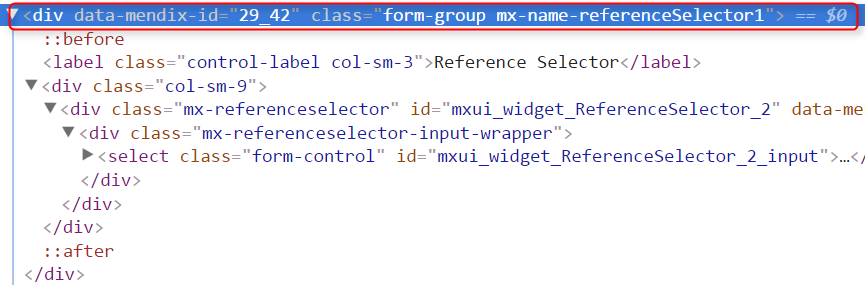 ▼<div data-mendix-id="29_42" class="form-group mx-name-referenceSelector1"> == $0
::before
<label class="control-label col-sm-3">Reference Selector</label>
▼<div class="col-sm-9">
▼<div class="mx-referenceselector" id="mxui_widget_ReferenceSelector_2" data-me
▼<div class="mx-referenceselector-input-wrapper">
▶<select class="form-control" id="mxui_widget_ReferenceSelector_2_input">…</
</div>
</div>
</div>
::after
</div>